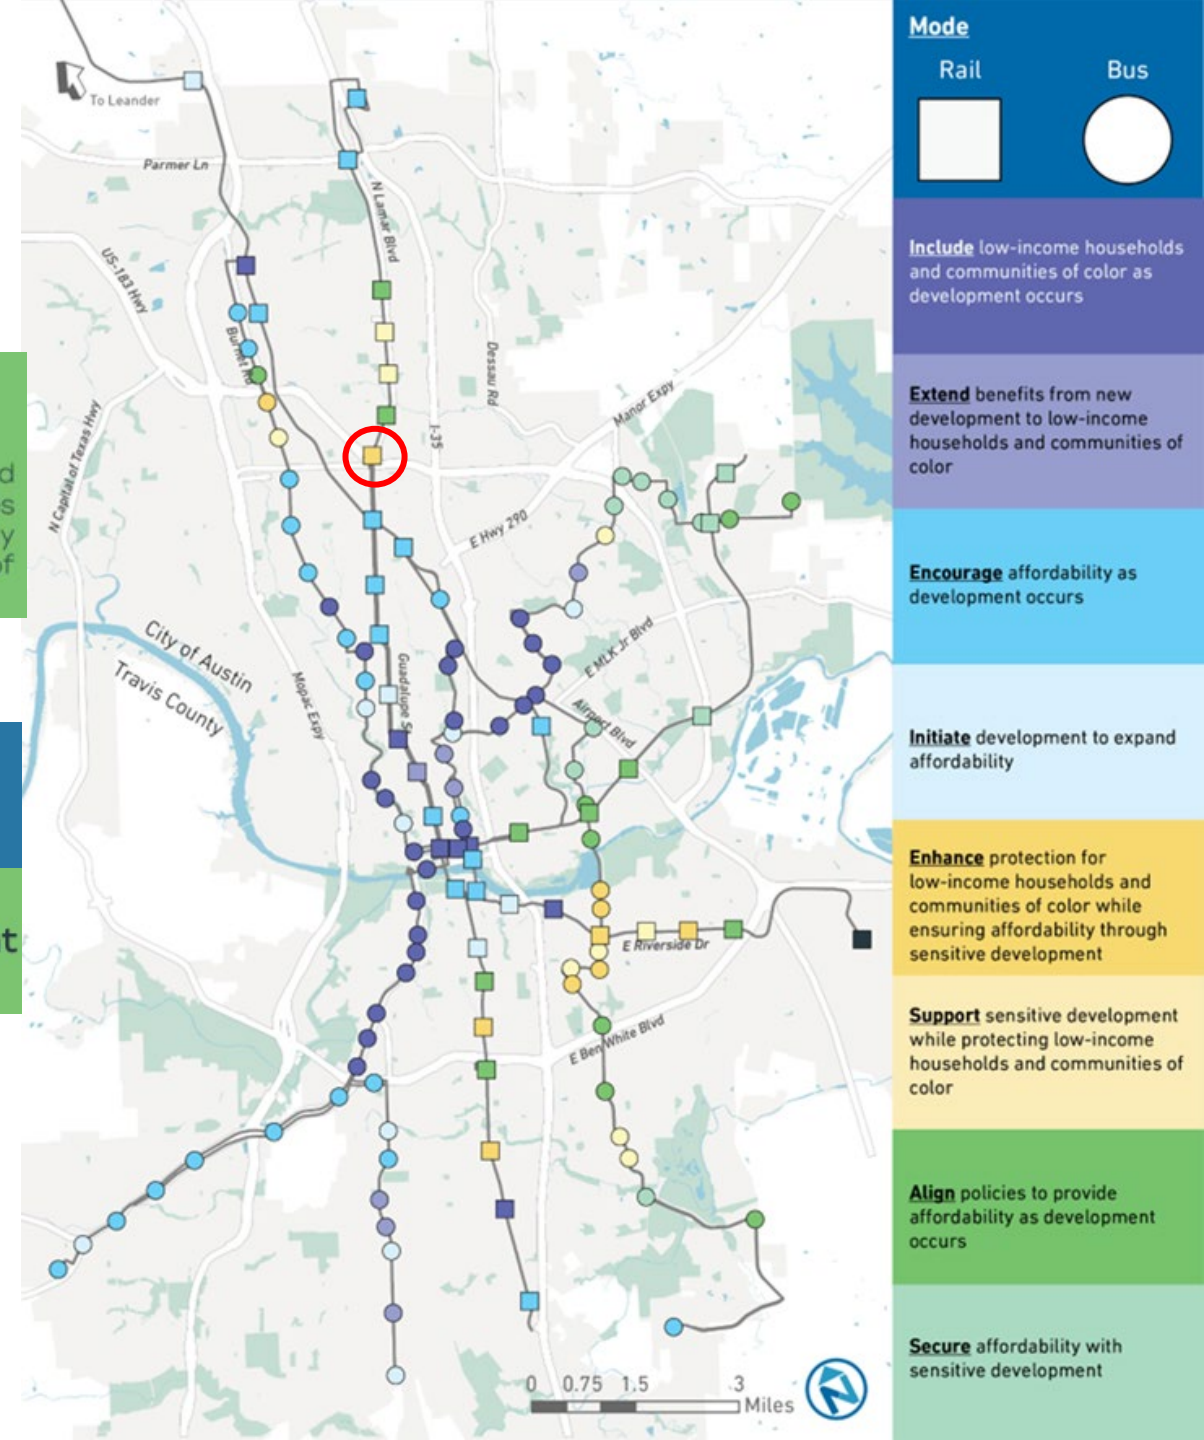 To Leander
Parmer Ln
N Lamar Blvd
US-183 Hwy
Burnet Rd
Dessau Rd
I-35
Manor Expy
N Capital of Texas Hwy
E Hwy 290
d
s
y
of
City of Austin
Travis County
Mopac Expy
Guadalupe S
E MLK Jr Blvd
Airport Blvd
t
E Riverside Dr
E Ben White Blvd
0 0.75 1.5 3
Miles
Mode
Rail Bus
Include low-income households
and communities of color as
development occurs
Extend benefits from new
development to low-income
households and communities of
color
Encourage affordability as
development occurs
Initiate development to expand
affordability
Enhance protection for
low-income households and
communities of color while
ensuring affordability through
sensitive development
Support sensitive development
while protecting low-income
households and communities of
color
Align policies to provide
affordability as development
occurs
Secure affordability with
sensitive development